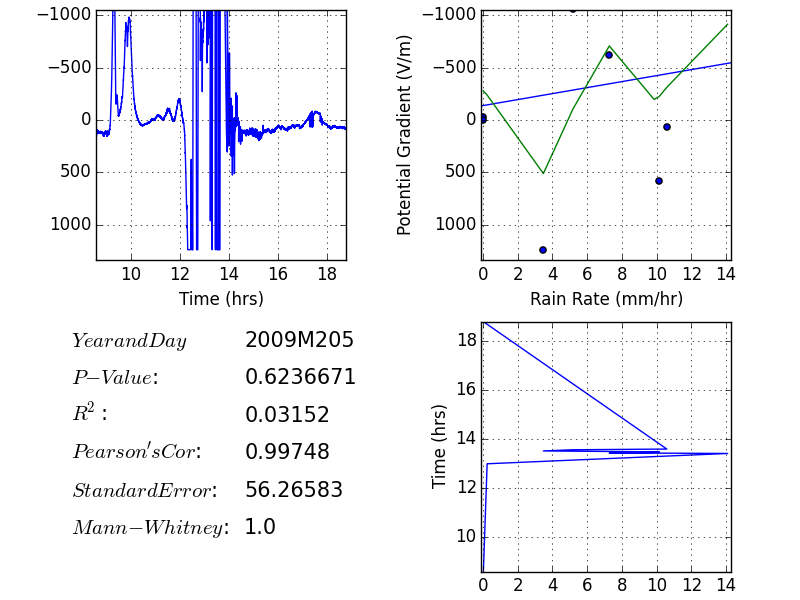 −1000
−500
0
500
1000
10 12 14 16 18
Time (hrs)
Potential Gradient (V/m)
−1000
−500
0
500
1000
0 2 4 6 8 10 12 14
Rain Rate (mm/hr)
YearandDay 2009M205
P−Value: 0.6236671
R²: 0.03152
Pearson'sCor: 0.99748
StandardError: 56.26583
Mann−Whitney: 1.0
Time (hrs)
18
16
14
12
10
0 2 4 6 8 10 12 14